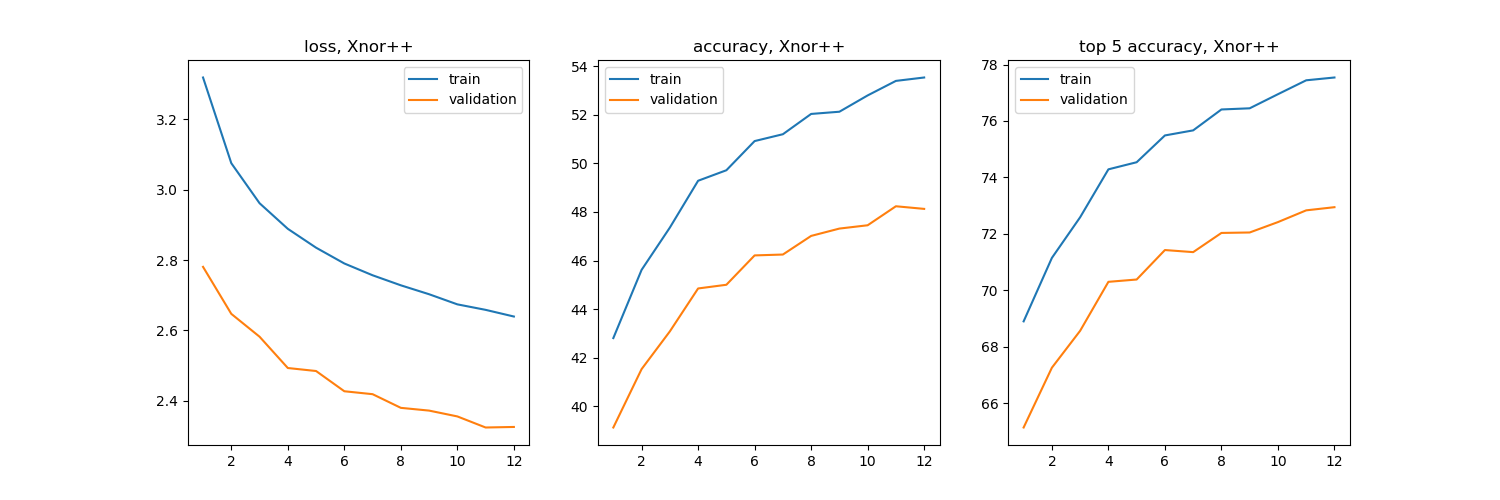 loss, Xnor++
train
validation
3.2
3.0
2.8
2.6
2.4
2 4 6 8 10 12
accuracy, Xnor++
train
validation
54
52
50
48
46
44
42
40
2 4 6 8 10 12
top 5 accuracy, Xnor++
train
validation
78
76
74
72
70
68
66
2 4 6 8 10 12